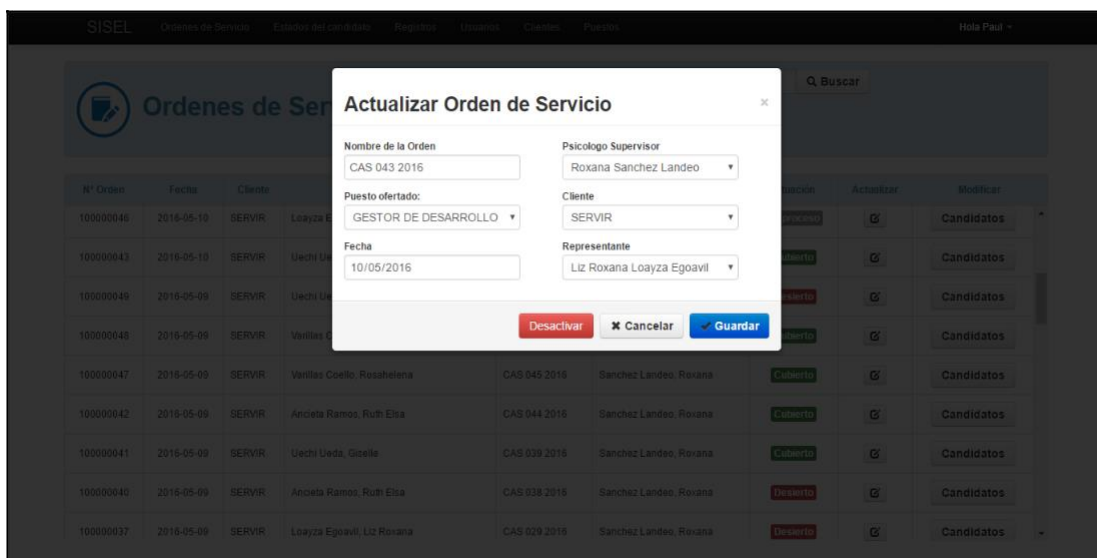 SISEL Ordenes de Servicio Estados del candidato Registros Usuarios Clientes Puestos Hola Paul
Buscar
Ordenes de Ser
Actualizar Orden de Servicio ×
Nombre de la Orden Psicologo Supervisor
CAS 043 2016 Roxana Sanchez Landeo
Puesto ofertado: Cliente
GESTOR DE DESARROLLO SERVIR
Fecha Representante
10/05/2016 Liz Roxana Loayza Egoavil
Desactivar Cancelar Guardar
N° Orden Fecha Cliente Actualizar Modificar
100000046 2016-05-10 SERVIR Loayza E Candidatos
100000043 2016-05-10 SERVIR Uechi Ue Candidatos
100000049 2016-05-09 SERVIR Uechi Ue Candidatos
100000048 2016-05-09 SERVIR Varillas C Candidatos
100000047 2016-05-09 SERVIR Varillas Coello, Rosahelena CAS 045 2016 Sanchez Landeo, Roxana Cubierto Candidatos
100000042 2016-05-09 SERVIR Ancieta Ramos, Ruth Elsa CAS 044 2016 Sanchez Landeo, Roxana Cubierto Candidatos
100000041 2016-05-09 SERVIR Uechi Ueda, Giselle CAS 039 2016 Sanchez Landeo, Roxana Cubierto Candidatos
100000040 2016-05-09 SERVIR Ancieta Ramos, Ruth Elsa CAS 038 2016 Sanchez Landeo, Roxana Desierto Candidatos
100000037 2016-05-09 SERVIR Loayza Egoavil, Liz Roxana CAS 029 2016 Sanchez Landeo, Roxana Desierto Candidatos